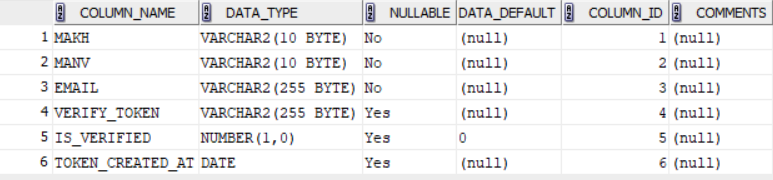 COLUMN_NAME DATA_TYPE NULLABLE DATA_DEFAULT COLUMN_ID COMMENTS
1 MAKH VARCHAR2(10 BYTE) No (null) 1 (null)
2 MANV VARCHAR2(10 BYTE) No (null) 2 (null)
3 EMAIL VARCHAR2(255 BYTE) No (null) 3 (null)
4 VERIFY_TOKEN VARCHAR2(255 BYTE) Yes (null) 4 (null)
5 IS_VERIFIED NUMBER(1,0) Yes 0 5 (null)
6 TOKEN_CREATED_AT DATE Yes (null) 6 (null)